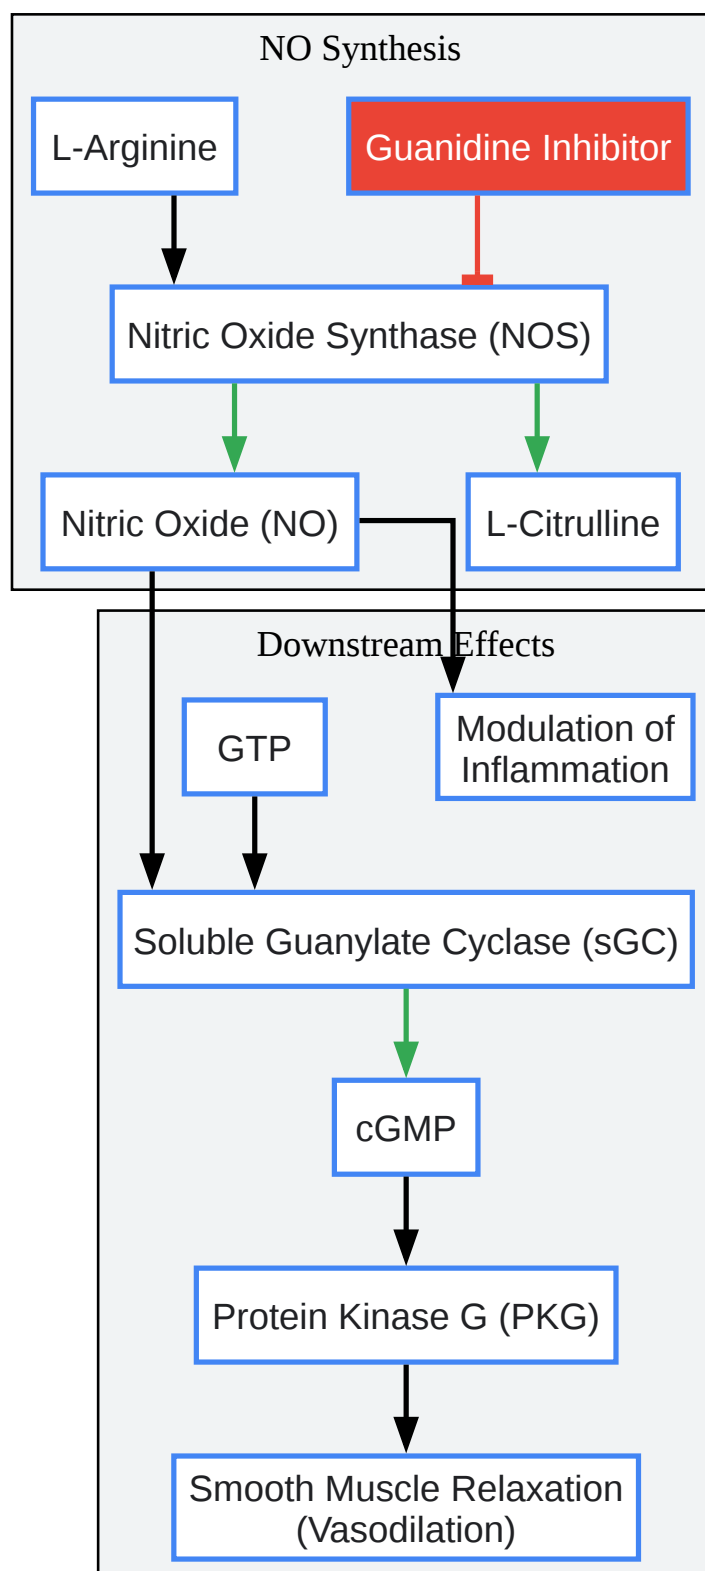 NO Synthesis
L-Arginine
Guanidine Inhibitor
Nitric Oxide Synthase (NOS)
Nitric Oxide (NO)
L-Citrulline
Downstream Effects
GTP
Modulation of
Inflammation
Soluble Guanylate Cyclase (sGC)
cGMP
Protein Kinase G (PKG)
Smooth Muscle Relaxation
(Vasodilation)